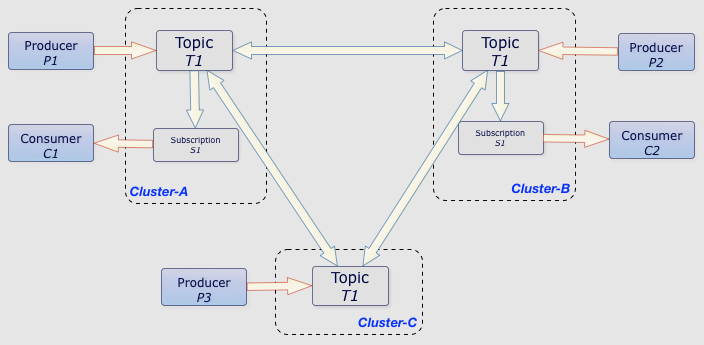 Producer
P1
Topic
T1
Topic
T1
Producer
P2
Consumer
C1
Subscription
S1
Subscription
S1
Consumer
C2
Cluster-A
Cluster-B
Producer
P3
Topic
T1
Cluster-C